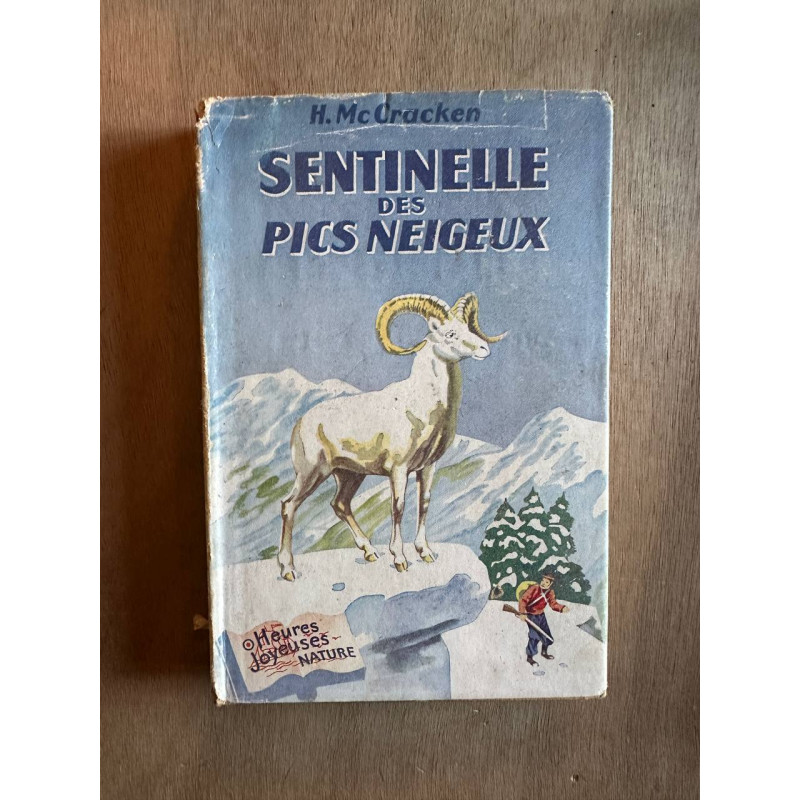 H. McCracken
SENTINELLE
DES
PICS NEIGEUX
Heures
Joyeuses
NATURE